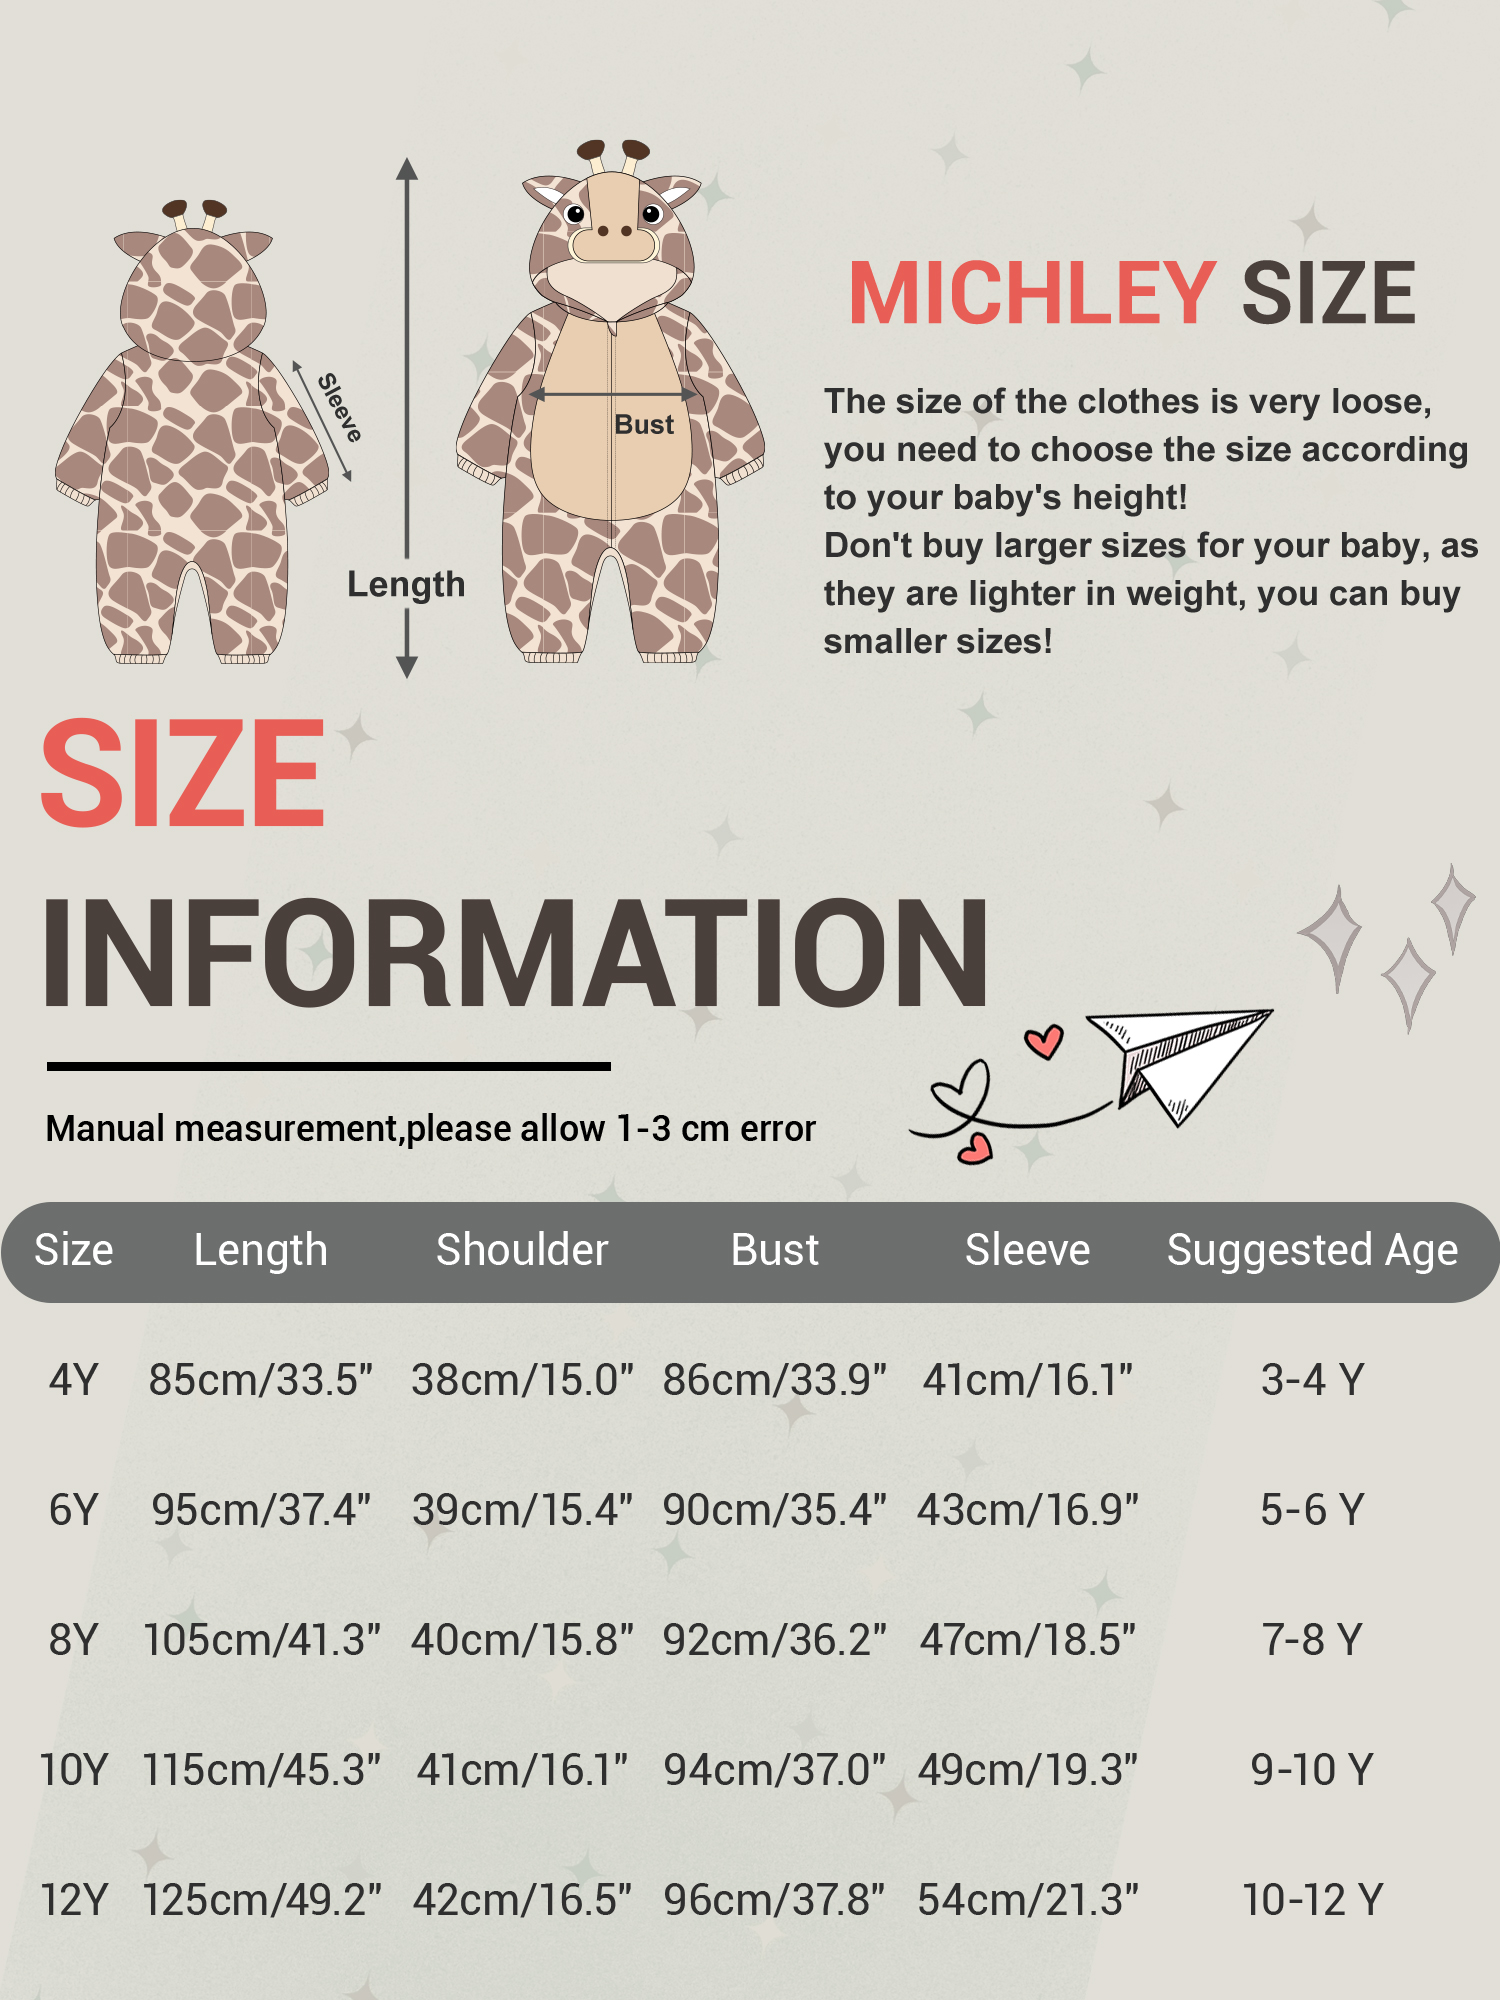 Sleeve
Bust
Length
MICHLEY SIZE
The size of the clothes is very loose,
you need to choose the size according
to your baby's height!
Don't buy larger sizes for your baby, as
they are lighter in weight, you can buy
smaller sizes!
SIZE
INFORMATION
Manual measurement,please allow 1-3 cm error
Size Length Shoulder Bust Sleeve Suggested Age
4Y 85cm/33.5" 38cm/15.0" 86cm/33.9" 41cm/16.1" 3-4 Y
6Y 95cm/37.4" 39cm/15.4" 90cm/35.4" 43cm/16.9" 5-6 Y
8Y 105cm/41.3" 40cm/15.8" 92cm/36.2" 47cm/18.5" 7-8 Y
10Y 115cm/45.3" 41cm/16.1" 94cm/37.0" 49cm/19.3" 9-10 Y
12Y 125cm/49.2" 42cm/16.5" 96cm/37.8" 54cm/21.3" 10-12 Y